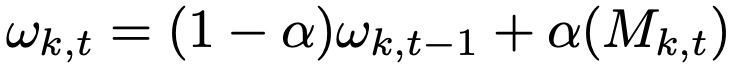 ω_{k,t} = (1 − α)ω_{k,t−1} + α(M_{k,t})